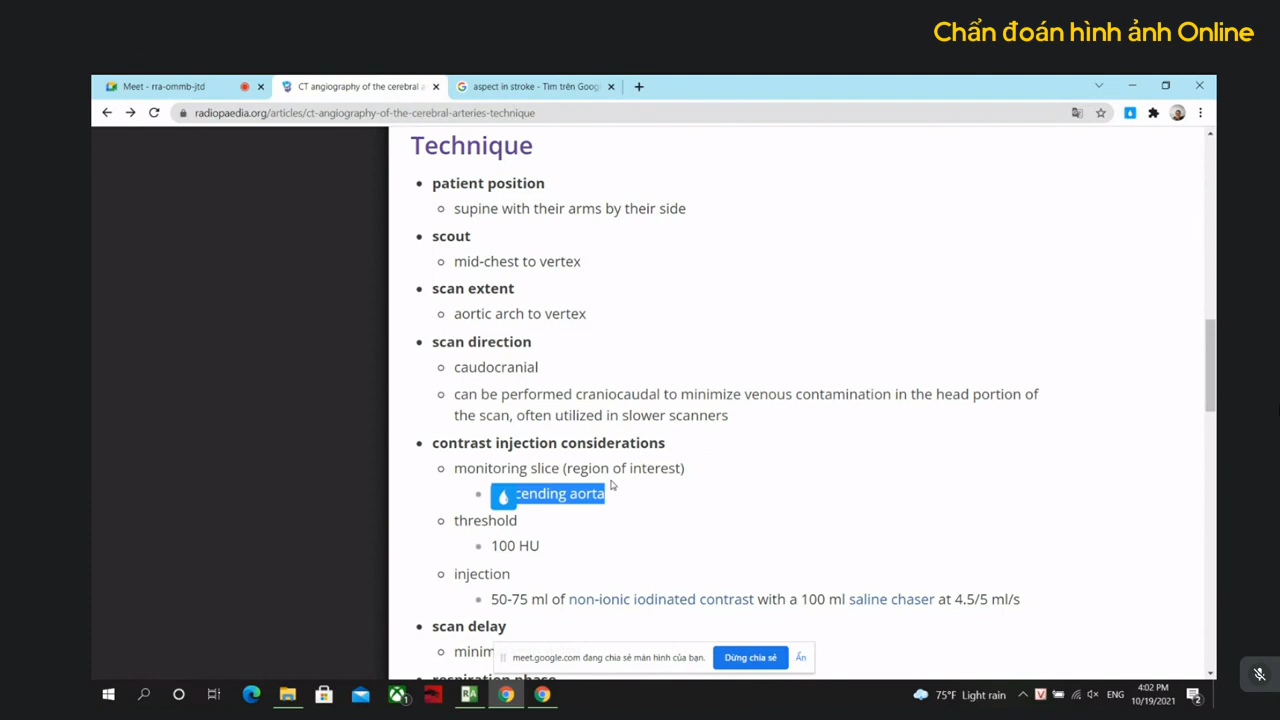 Chẩn đoán hình ảnh Online
Meet - rra-ommb-jtd
CT angiography of the cerebral a
aspect in stroke - Tìm trên Goog
radiopaedia.org/articles/ct-angiography-of-the-cerebral-arteries-technique
Technique
patient position
supine with their arms by their side
scout
mid-chest to vertex
scan extent
aortic arch to vertex
scan direction
caudocranial
can be performed craniocaudal to minimize venous contamination in the head portion of
the scan, often utilized in slower scanners
contrast injection considerations
monitoring slice (region of interest)
cending aorta
threshold
100 HU
injection
50-75 ml of non-ionic iodinated contrast with a 100 ml saline chaser at 4.5/5 ml/s
scan delay
minim
meet.google.com đang chia sẻ màn hình của bạn. Dừng chia sẻ Ẩn
respiration phase
RA
75°F Light rain
V
ENG
4:02 PM
10/19/2021
2